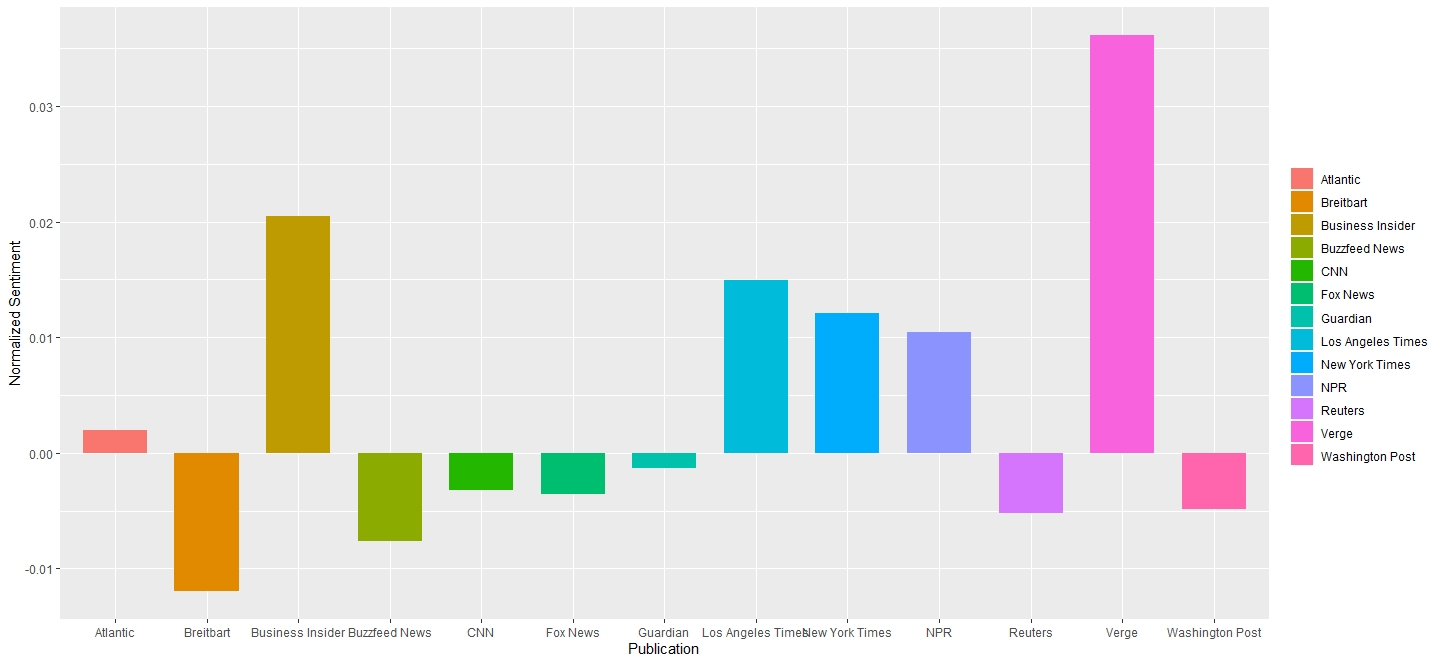 Normalized Sentiment
0.03
0.02
0.01
0.00
-0.01
Atlantic Breitbart Business Insider Buzzfeed News CNN Fox News Guardian Los Angeles Times New York Times NPR Reuters Verge Washington Post
Publication
Atlantic
Breitbart
Business Insider
Buzzfeed News
CNN
Fox News
Guardian
Los Angeles Times
New York Times
NPR
Reuters
Verge
Washington Post